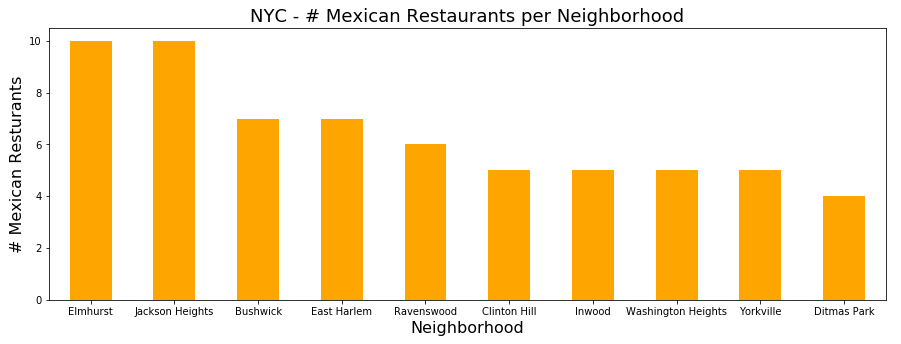 NYC - # Mexican Restaurants per Neighborhood
# Mexican Resturants
10
8
6
4
2
0
Elmhurst Jackson Heights Bushwick East Harlem Ravenswood Clinton Hill Inwood Washington Heights Yorkville Ditmas Park
Neighborhood